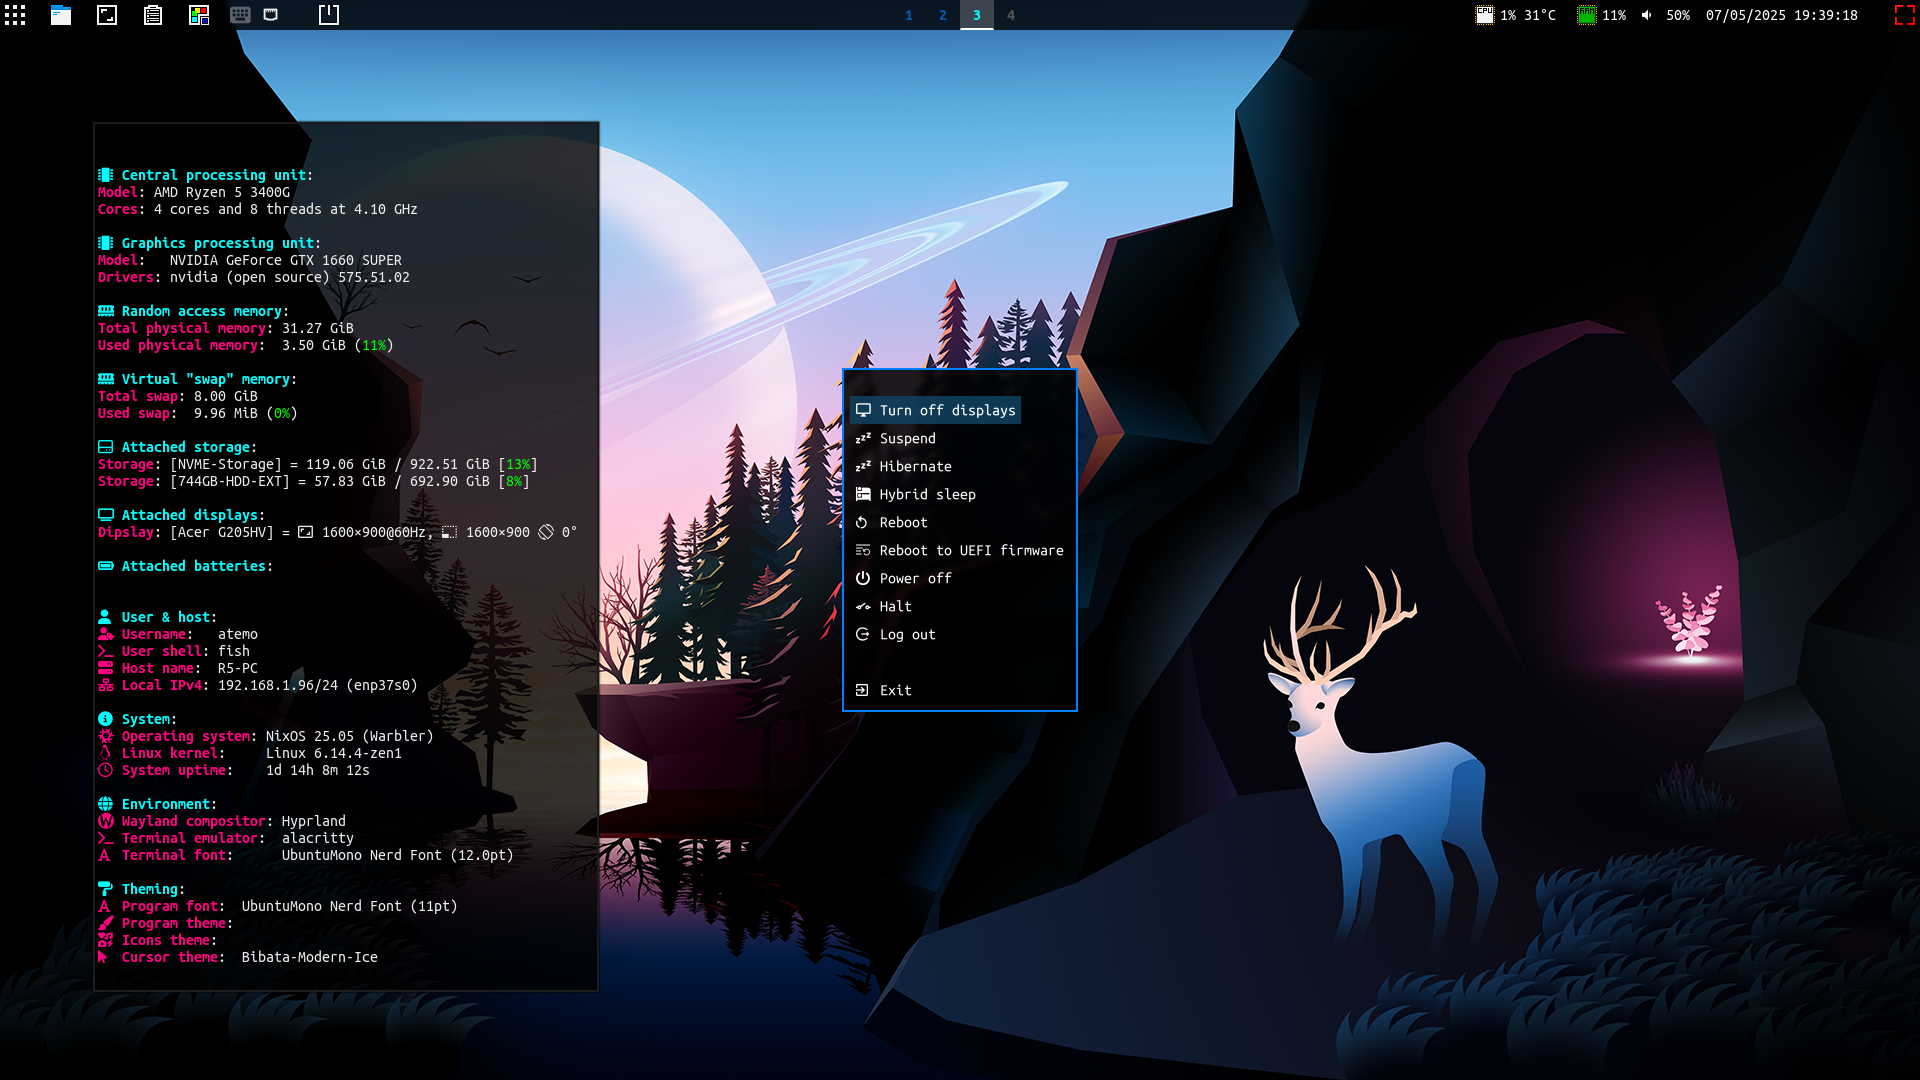 1 2 3 4
CPU 1% 31°C 11% 50% 07/05/2025 19:39:18
Central processing unit:
Model: AMD Ryzen 5 3400G
Cores: 4 cores and 8 threads at 4.10 GHz
Graphics processing unit:
Model: NVIDIA GeForce GTX 1660 SUPER
Drivers: nvidia (open source) 575.51.02
Random access memory:
Total physical memory: 31.27 GiB
Used physical memory: 3.50 GiB (11%)
Virtual "swap" memory:
Total swap: 8.00 GiB
Used swap: 9.96 MiB (0%)
Attached storage:
Storage: [NVME-Storage] = 119.06 GiB / 922.51 GiB [13%]
Storage: [744GB-HDD-EXT] = 57.83 GiB / 692.90 GiB [8%]
Attached displays:
Dipslay: [Acer G205HV] = 1600×900@60Hz, 1600×900 0°
Attached batteries:
User & host:
Username: atemo
User shell: fish
Host name: R5-PC
Local IPv4: 192.168.1.96/24 (enp37s0)
System:
Operating system: NixOS 25.05 (Warbler)
Linux kernel: Linux 6.14.4-zen1
System uptime: 1d 14h 8m 12s
Environment:
Wayland compositor: Hyprland
Terminal emulator: alacritty
Terminal font: UbuntuMono Nerd Font (12.0pt)
Theming:
Program font: UbuntuMono Nerd Font (11pt)
Program theme:
Icons theme:
Cursor theme: Bibata-Modern-Ice
Turn off displays
Suspend
Hibernate
Hybrid sleep
Reboot
Reboot to UEFI firmware
Power off
Halt
Log out
Exit